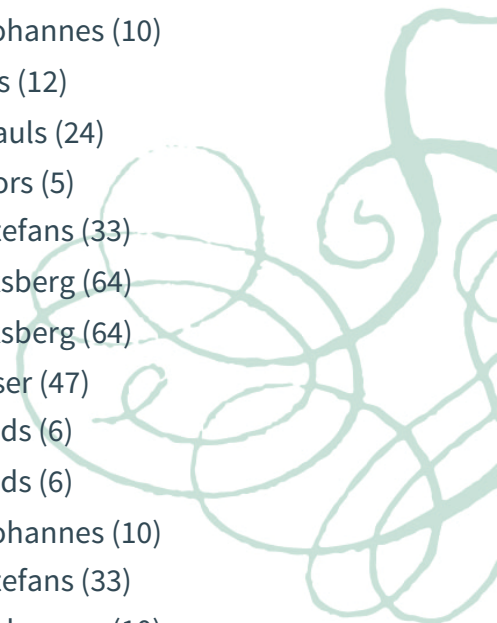 ohannes (10)
s (12)
auls (24)
ors (5)
tefans (33)
sberg (64)
sberg (64)
ser (47)
ds (6)
ds (6)
ohannes (10)
tefans (33)